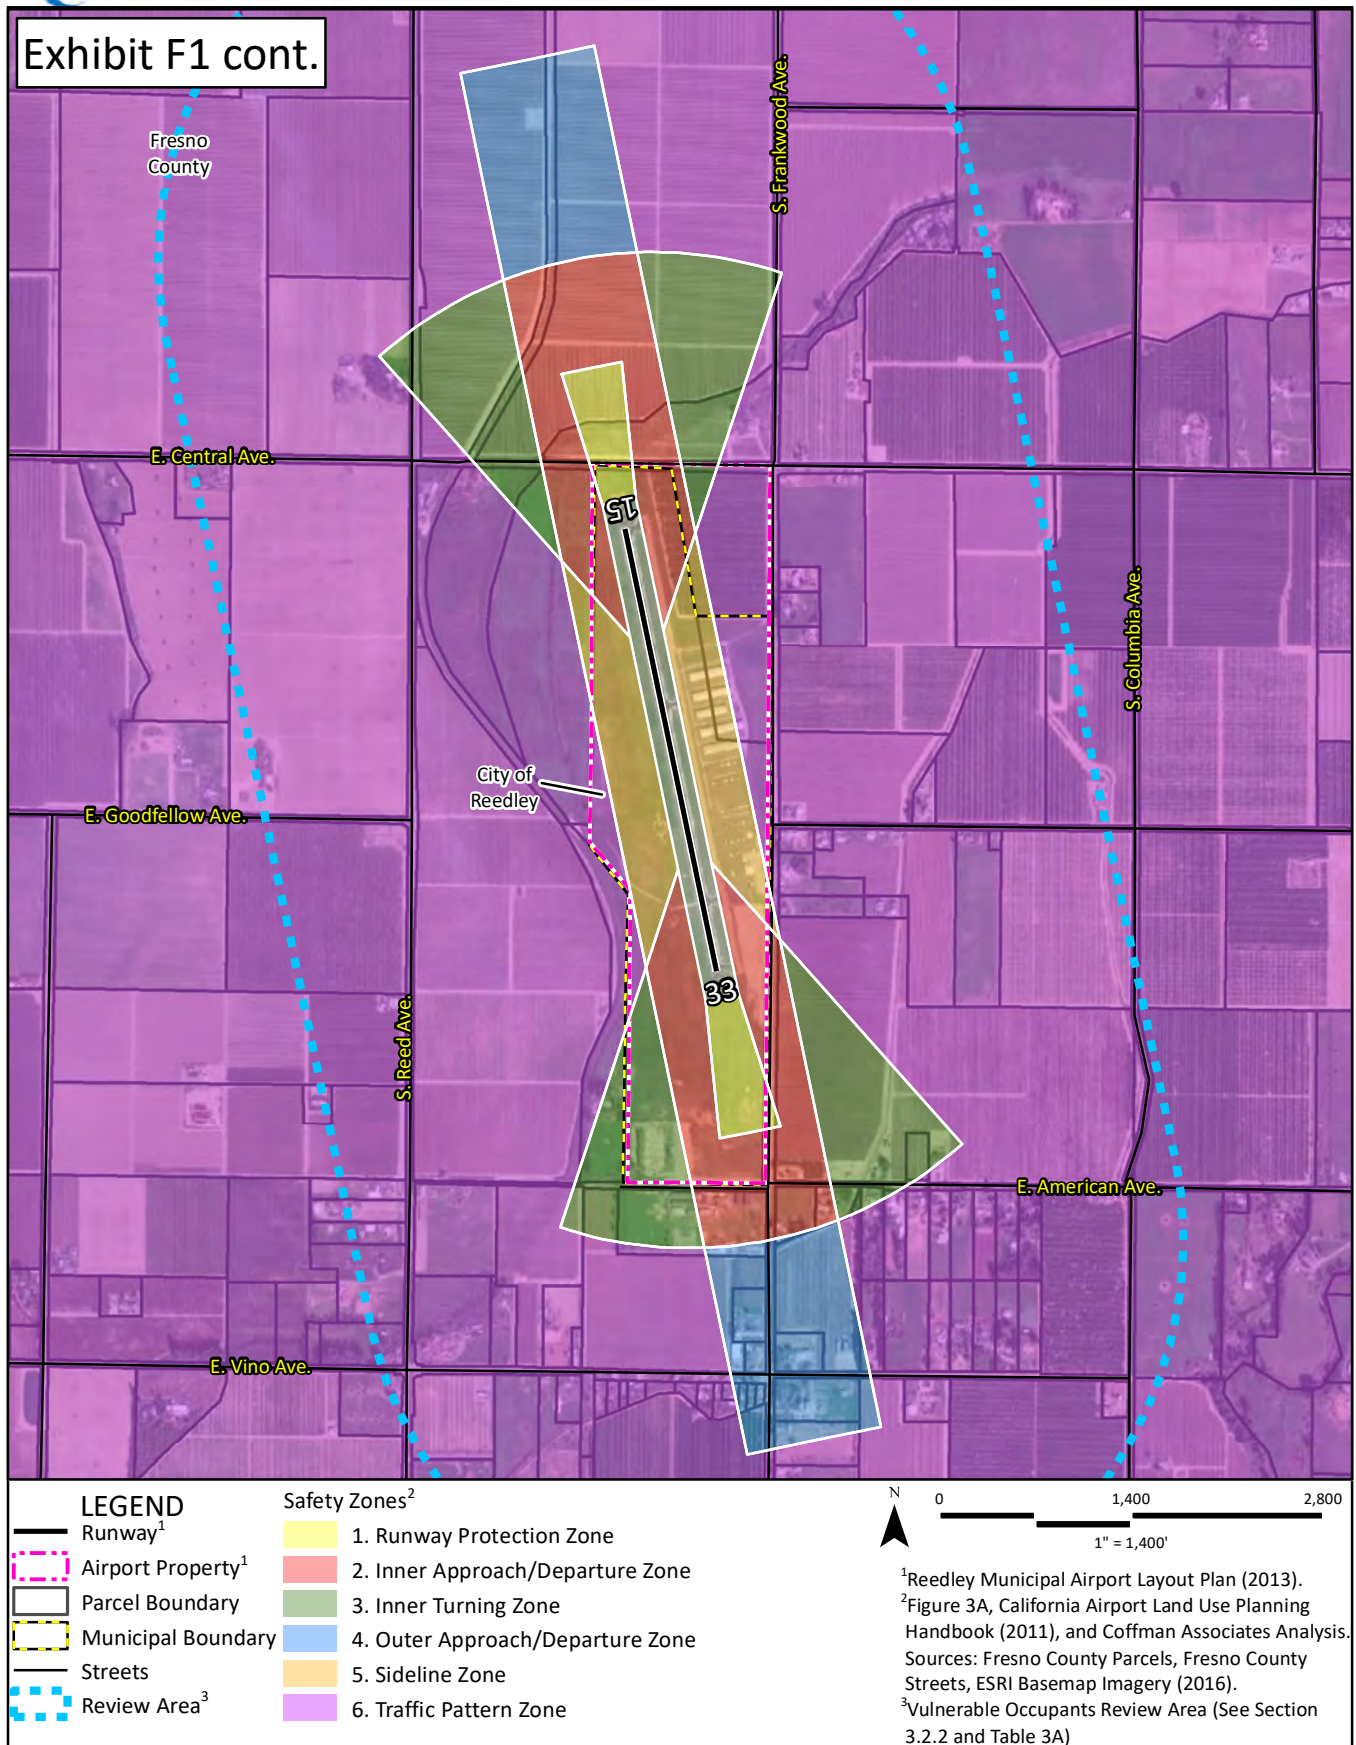 Exhibit F1 cont.
Fresno
County
S. Frankwood Ave.
E. Central Ave.
15
S. Columbia Ave.
City of
Reedley
E. Goodfellow Ave.
33
S. Reed Ave.
E. American Ave.
E. Vino Ave.
LEGEND
Runway1
Airport Property1
Parcel Boundary
Municipal Boundary
Streets
Review Area3
Safety Zones2
1. Runway Protection Zone
2. Inner Approach/Departure Zone
3. Inner Turning Zone
4. Outer Approach/Departure Zone
5. Sideline Zone
6. Traffic Pattern Zone
N
0 1,400 2,800
1" = 1,400'
1Reedley Municipal Airport Layout Plan (2013).
2Figure 3A, California Airport Land Use Planning
Handbook (2011), and Coffman Associates Analysis.
Sources: Fresno County Parcels, Fresno County
Streets, ESRI Basemap Imagery (2016).
3Vulnerable Occupants Review Area (See Section
3.2.2 and Table 3A)